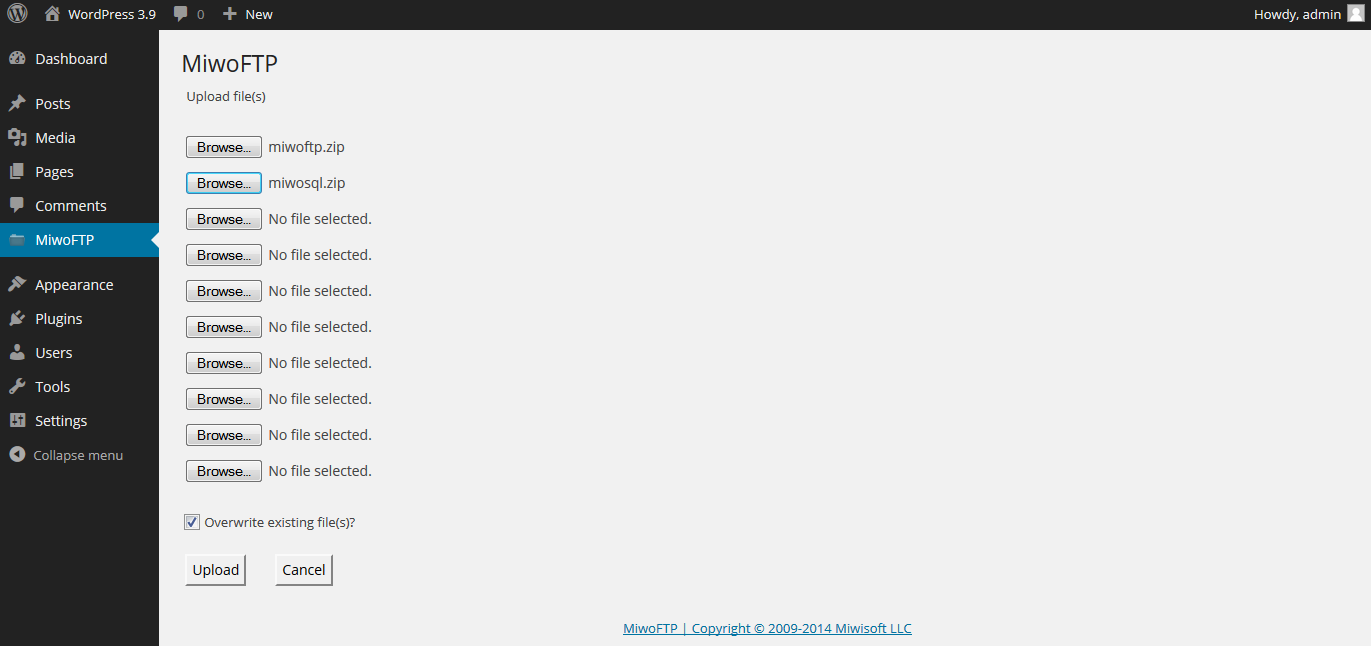 WordPress 3.9 0 New Howdy, admin
Dashboard
Posts
Media
Pages
Comments
MiwoFTP
Appearance
Plugins
Users
Tools
Settings
Collapse menu
MiwoFTP
Upload file(s)
Browse... miwoftp.zip
Browse... miwosql.zip
Browse... No file selected.
Browse... No file selected.
Browse... No file selected.
Browse... No file selected.
Browse... No file selected.
Browse... No file selected.
Browse... No file selected.
Browse... No file selected.
Overwrite existing file(s)?
Upload Cancel
MiwoFTP | Copyright © 2009-2014 Miwisoft LLC